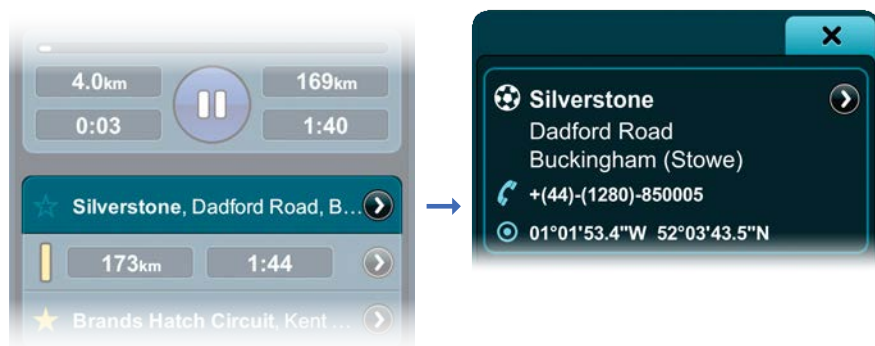 4.0km
169km
0:03
1:40
Silverstone, Dadford Road, B...
173km
1:44
Brands Hatch Circuit, Kent ...
Silverstone
Dadford Road
Buckingham (Stowe)
+(44)-(1280)-850005
01°01'53.4"W 52°03'43.5"N